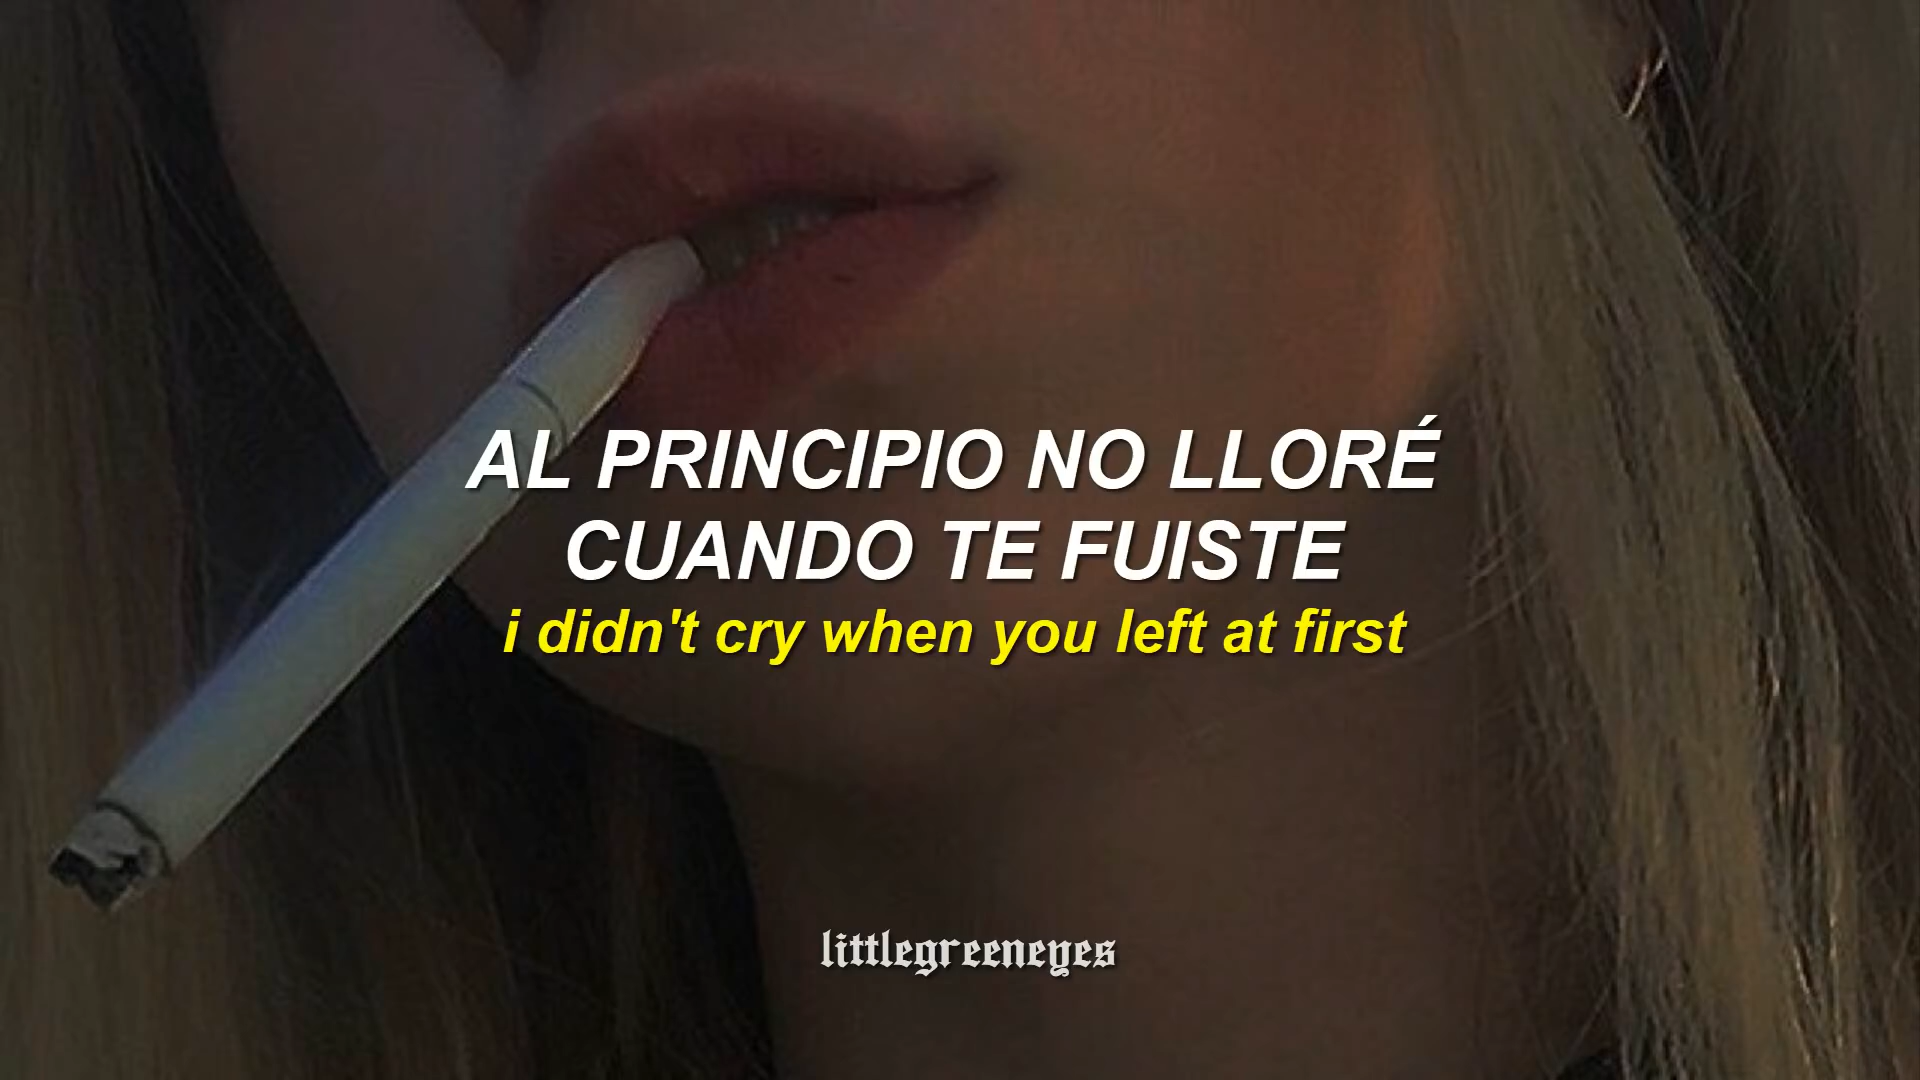 AL PRINCIPIO NO LLORÉ
CUANDO TE FUISTE
i didn't cry when you left at first
littlegreeneyes